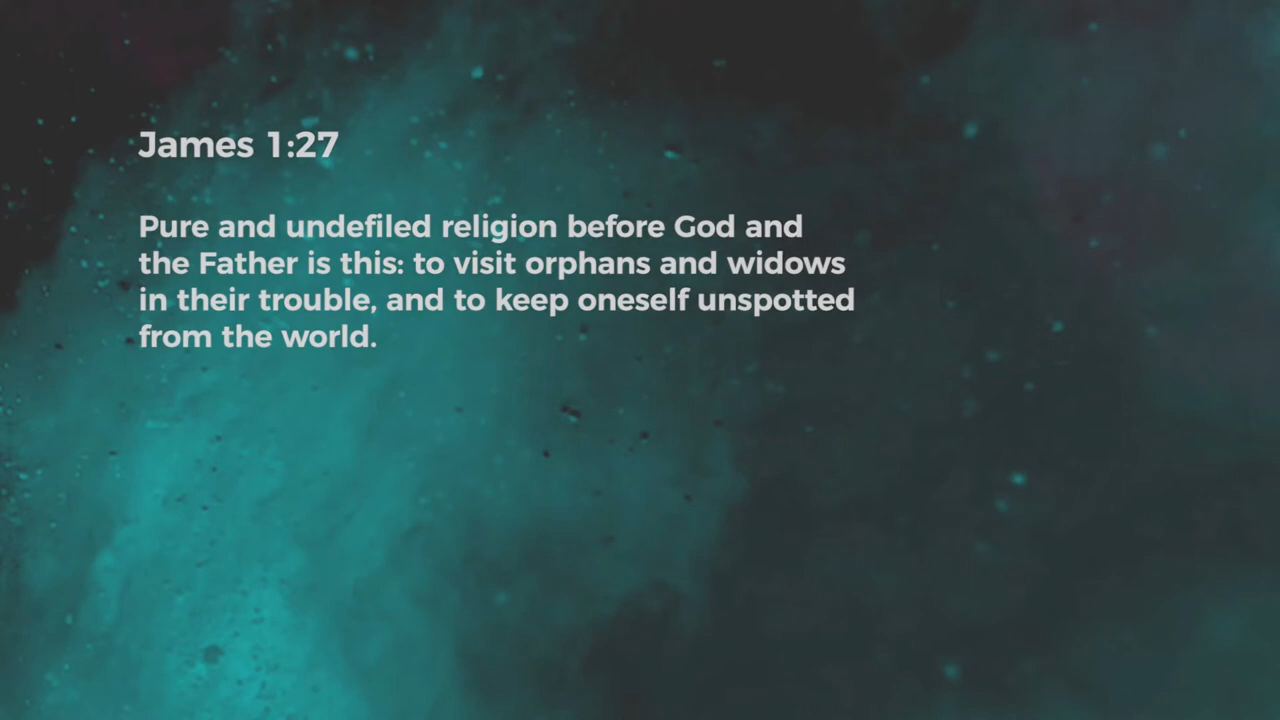 James 1:27
Pure and undefiled religion before God and
the Father is this: to visit orphans and widows
in their trouble, and to keep oneself unspotted
from the world.